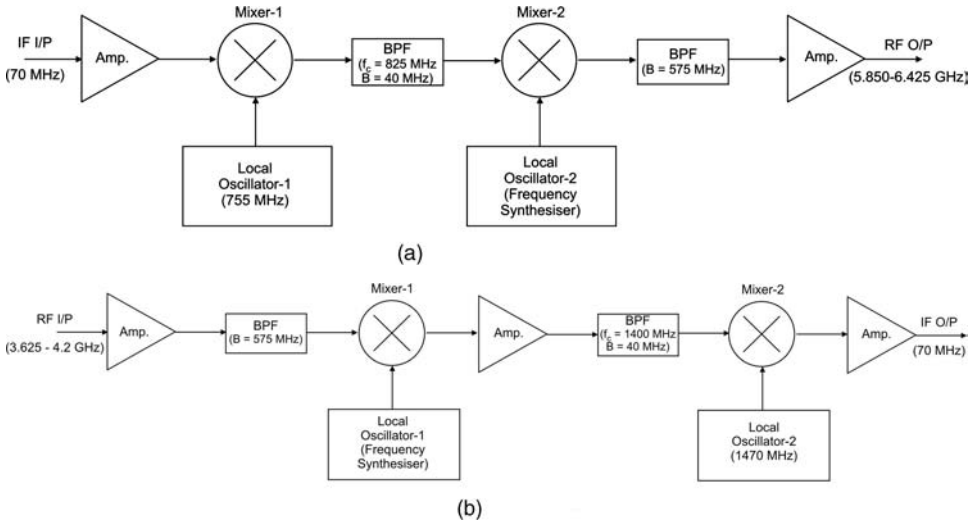 Mixer-1
Mixer-2
IF I/P
(70 MHz)
Amp.
BPF
(fc = 825 MHz
B = 40 MHz)
BPF
(B = 575 MHz)
Amp.
RF O/P
(5.850-6.425 GHz)
Local
Oscillator-1
(755 MHz)
Local
Oscillator-2
(Frequency
Synthesiser)
(a)
Mixer-1
Mixer-2
RF I/P
(3.625 - 4.2 GHz)
Amp.
BPF
(B = 575 MHz)
Amp.
BPF
(fc = 1400 MHz
B = 40 MHz)
Amp.
IF O/P
(70 MHz)
Local
Oscillator-1
(Frequency
Synthesiser)
Local
Oscillator-2
(1470 MHz)
(b)